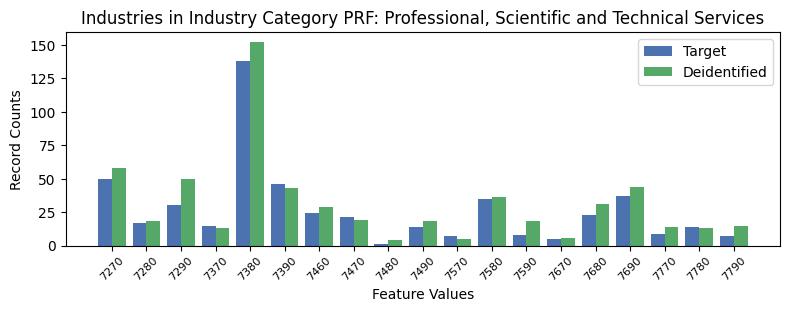 Industries in Industry Category PRF: Professional, Scientific and Technical Services
Target
Deidentified
Record Counts
150
125
100
75
50
25
0
7270 7280 7290 7370 7380 7390 7460 7470 7480 7490 7570 7580 7590 7670 7680 7690 7770 7780 7790
Feature Values